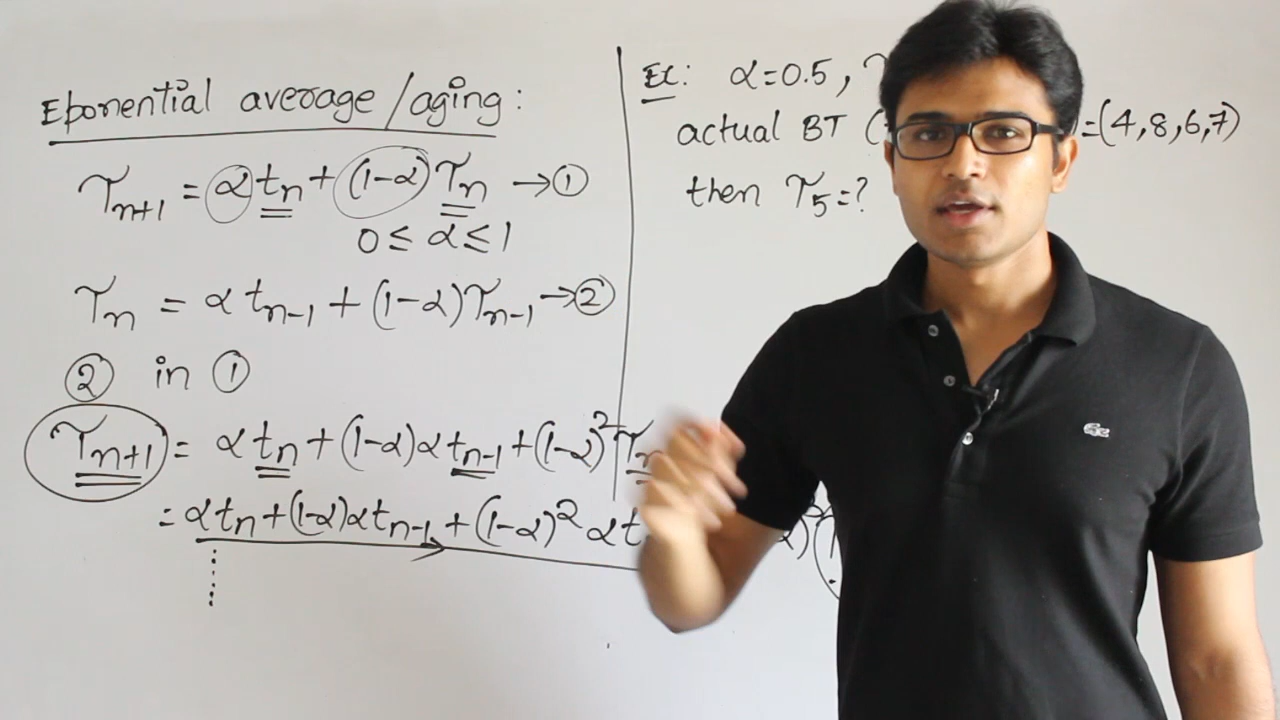 Exponential average/aging:
τn+1 = α tn + (1-α) τn → ①
0 ≤ α ≤ 1
τn = α tn-1 + (1-α) τn-1 → ②
② in ①
τn+1 = α tn + (1-α) α tn-1 + (1-α)² τn
= α tn + (1-α) α tn-1 + (1-α)² α t
Ex: α = 0.5, τ
actual BT ( = (4, 8, 6, 7)
then τ5 = ?